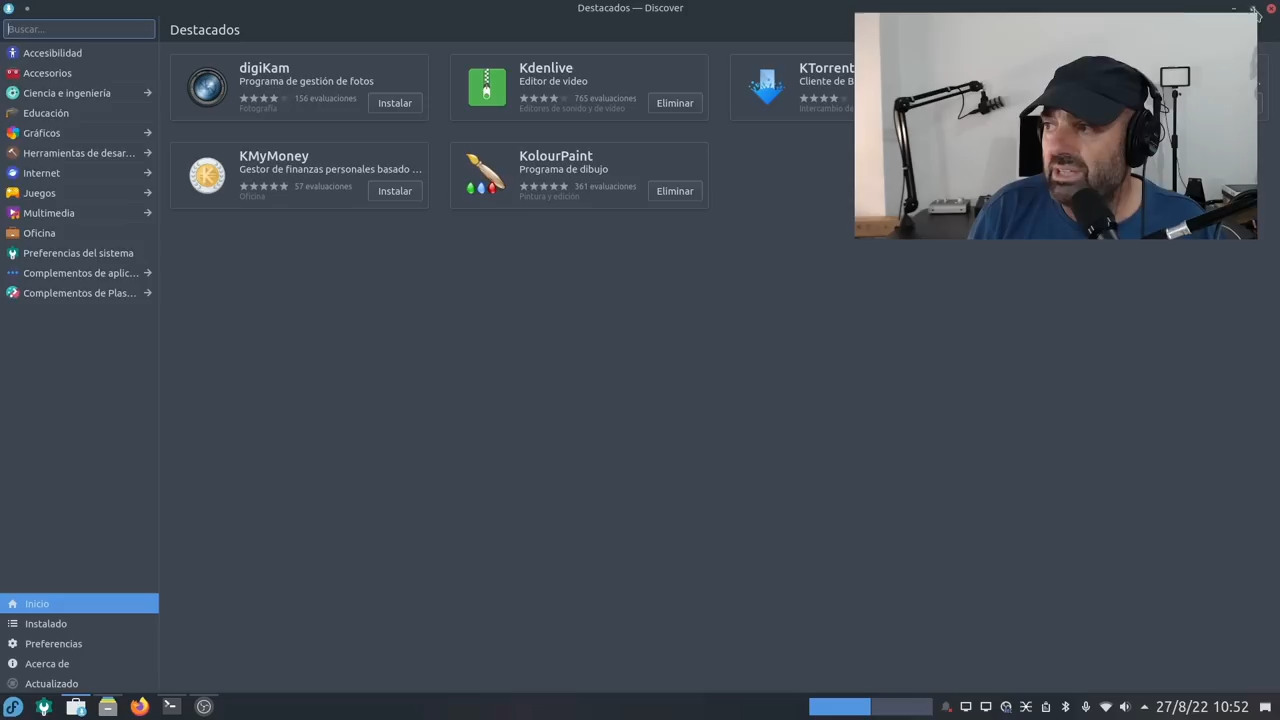 Destacados — Discover
Buscar...
Destacados
Accesibilidad
Accesorios
Ciencia e ingeniería
Educación
Gráficos
Herramientas de desar...
Internet
Juegos
Multimedia
Oficina
Preferencias del sistema
Complementos de aplic...
Complementos de Plas...
digiKam
Programa de gestión de fotos
156 evaluaciones
Fotografía
Instalar
Kdenlive
Editor de video
765 evaluaciones
Editores de sonido y de vídeo
Eliminar
KTorrent
Cliente de B
Intercambio da
KMyMoney
Gestor de finanzas personales basado ...
57 evaluaciones
Oficina
Instalar
KolourPaint
Programa de dibujo
361 evaluaciones
Pintura y edición
Eliminar
Inicio
Instalado
Preferencias
Acerca de
Actualizado
27/8/22 10:52